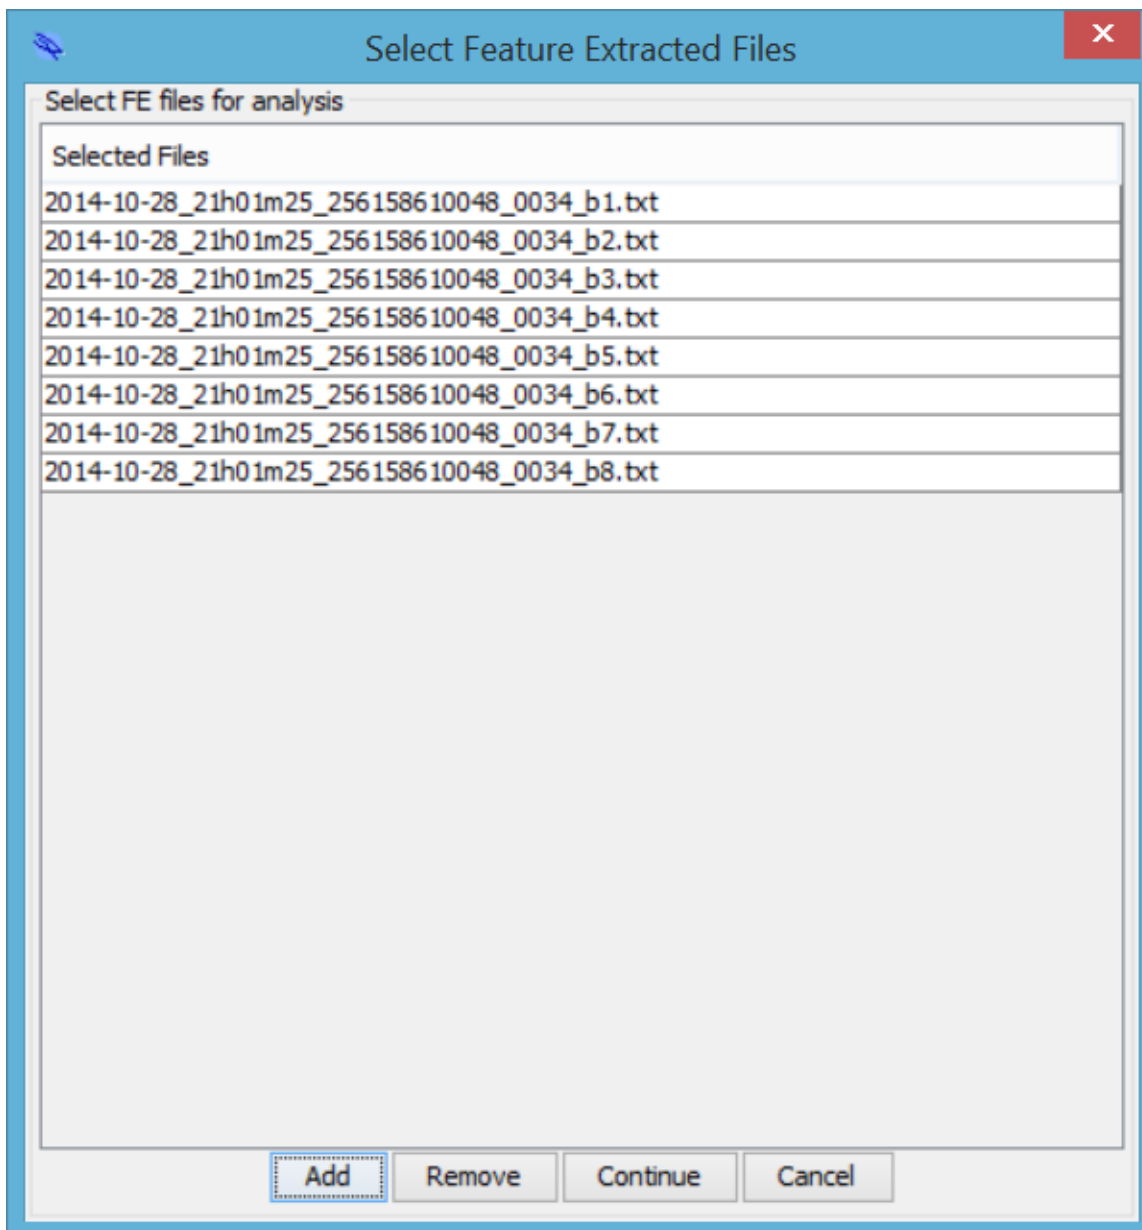 Select Feature Extracted Files
Select FE files for analysis
Selected Files
2014-10-28_21h01m25_256158610048_0034_b1.txt
2014-10-28_21h01m25_256158610048_0034_b2.txt
2014-10-28_21h01m25_256158610048_0034_b3.txt
2014-10-28_21h01m25_256158610048_0034_b4.txt
2014-10-28_21h01m25_256158610048_0034_b5.txt
2014-10-28_21h01m25_256158610048_0034_b6.txt
2014-10-28_21h01m25_256158610048_0034_b7.txt
2014-10-28_21h01m25_256158610048_0034_b8.txt
Add Remove Continue Cancel